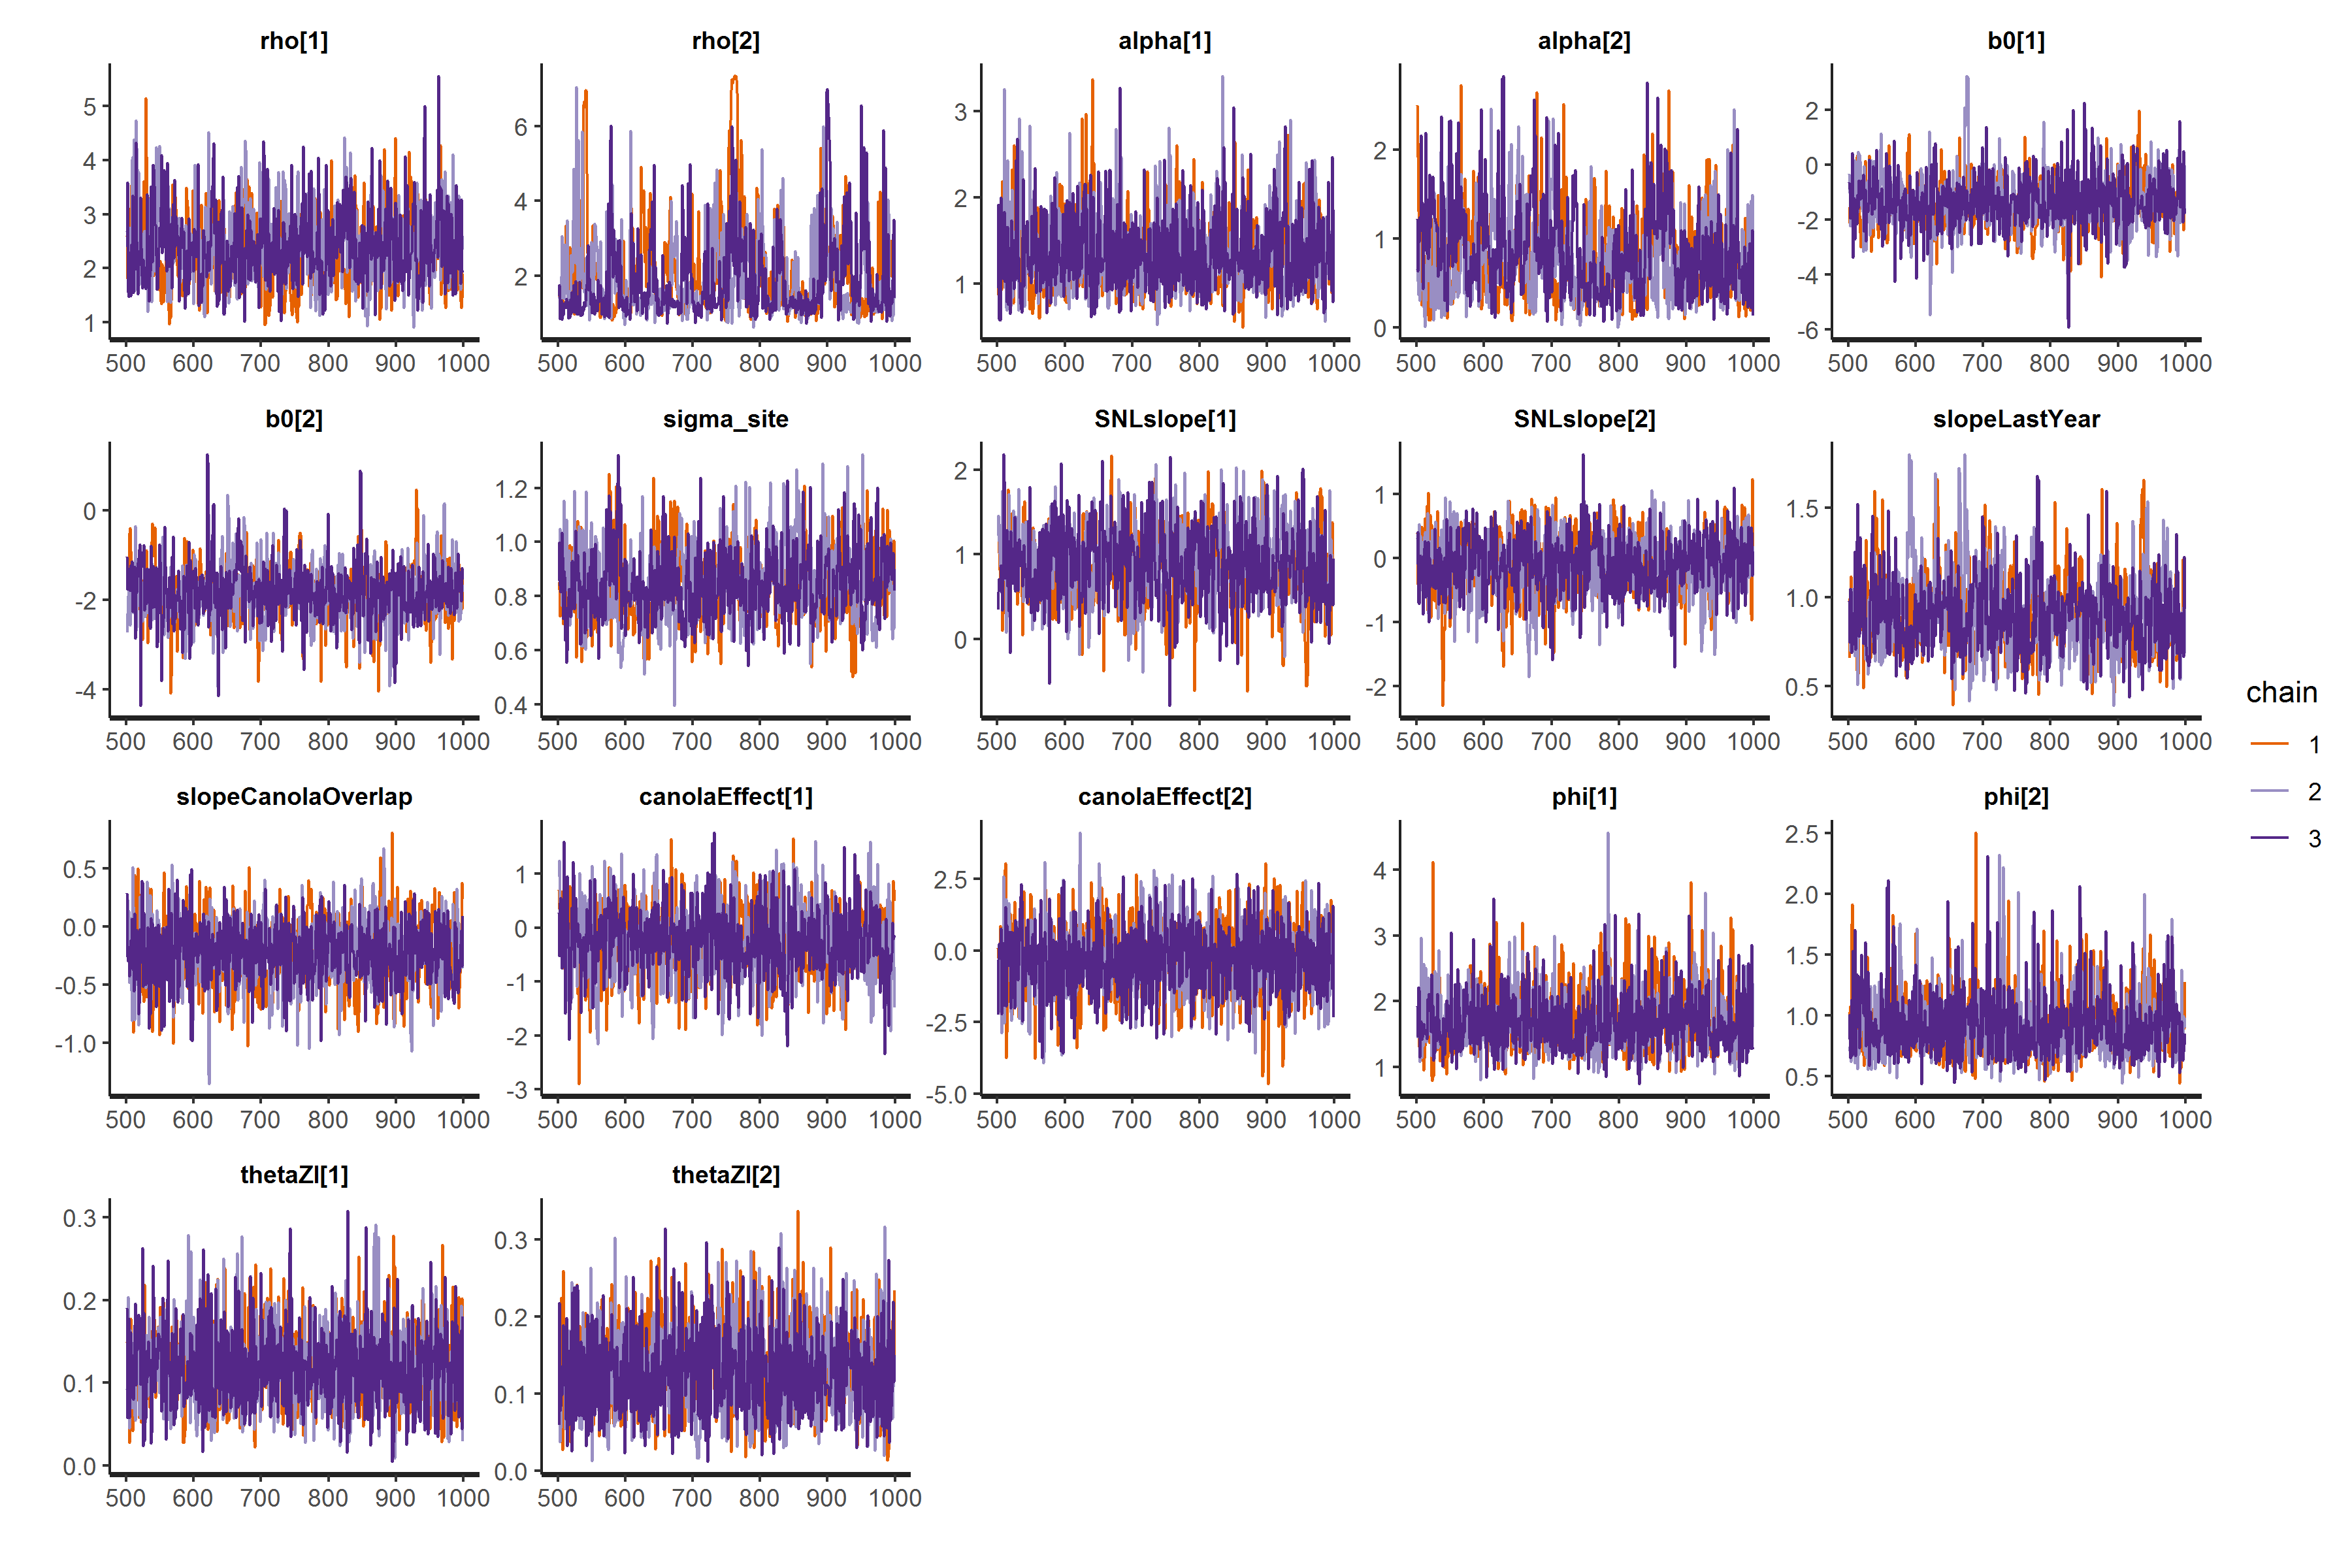 rho[1] rho[2] alpha[1] alpha[2] b0[1]
5 4 3 2 1
6 4 2
3 2 1
2 1 0
2 0 -2 -4 -6
500 600 700 800 900 1000 500 600 700 800 900 1000 500 600 700 800 900 1000 500 600 700 800 900 1000 500 600 700 800 900 1000
b0[2] sigma_site SNLslope[1] SNLslope[2] slopeLastYear
0 -2 -4
1.2 1.0 0.8 0.6 0.4
2 1 0
1 0 -1 -2
1.5 1.0 0.5
500 600 700 800 900 1000 500 600 700 800 900 1000 500 600 700 800 900 1000 500 600 700 800 900 1000 500 600 700 800 900 1000
chain
1
2
3
slopeCanolaOverlap canolaEffect[1] canolaEffect[2] phi[1] phi[2]
0.5 0.0 -0.5 -1.0
1 0 -1 -2 -3
2.5 0.0 -2.5 -5.0
4 3 2 1
2.5 2.0 1.5 1.0 0.5
500 600 700 800 900 1000 500 600 700 800 900 1000 500 600 700 800 900 1000 500 600 700 800 900 1000 500 600 700 800 900 1000
thetaZI[1] thetaZI[2]
0.3 0.2 0.1 0.0
0.3 0.2 0.1 0.0
500 600 700 800 900 1000 500 600 700 800 900 1000